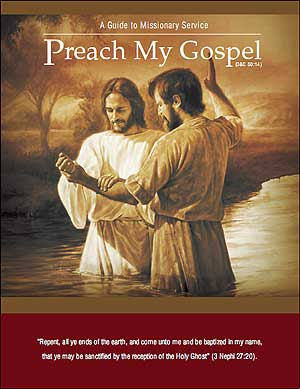 A Guide to Missionary Service
Preach My Gospel
(D&C 50:14)
"Repent, all ye ends of the earth, and come unto me and be baptized in my name,
that ye may be sanctified by the reception of the Holy Ghost" (3 Nephi 27:20).